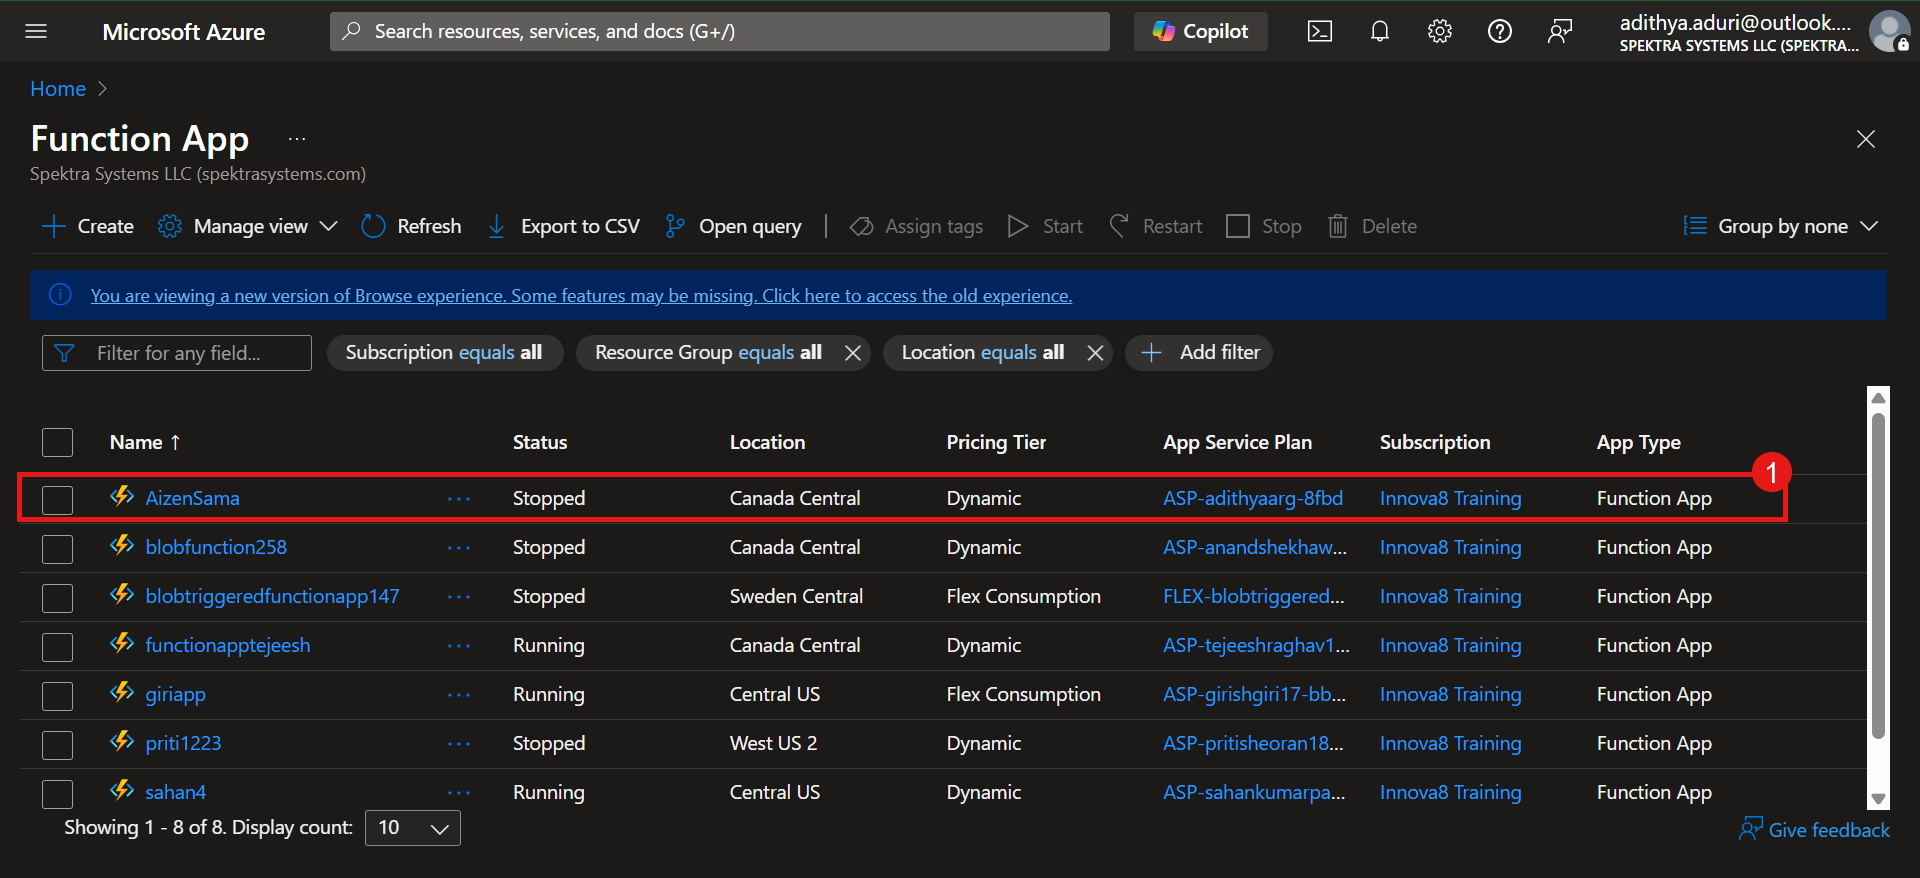 Microsoft Azure
Search resources, services, and docs (G+/)
Copilot
adithya.aduri@outlook....
SPEKTRA SYSTEMS LLC (SPEKTRA...
Home
Function App ...
Spektra Systems LLC (spektrasystems.com)
Create Manage view Refresh Export to CSV Open query Assign tags Start Restart Stop Delete Group by none
You are viewing a new version of Browse experience. Some features may be missing. Click here to access the old experience.
Filter for any field... Subscription equals all Resource Group equals all Location equals all Add filter
Name ↑ Status Location Pricing Tier App Service Plan Subscription App Type
1
AizenSama ... Stopped Canada Central Dynamic ASP-adithyaarg-8fbd Innova8 Training Function App
blobfunction258 ... Stopped Canada Central Dynamic ASP-anandshekhaw... Innova8 Training Function App
blobtriggeredfunctionapp147 ... Stopped Sweden Central Flex Consumption FLEX-blobtriggered... Innova8 Training Function App
functionapptejeesh ... Running Canada Central Dynamic ASP-tejeeshraghav1... Innova8 Training Function App
giriapp ... Running Central US Flex Consumption ASP-girishgiri17-bb... Innova8 Training Function App
priti1223 ... Stopped West US 2 Dynamic ASP-pritisheoran18... Innova8 Training Function App
sahan4 ... Running Central US Dynamic ASP-sahankumarpa... Innova8 Training Function App
Showing 1 - 8 of 8. Display count: 10
Give feedback